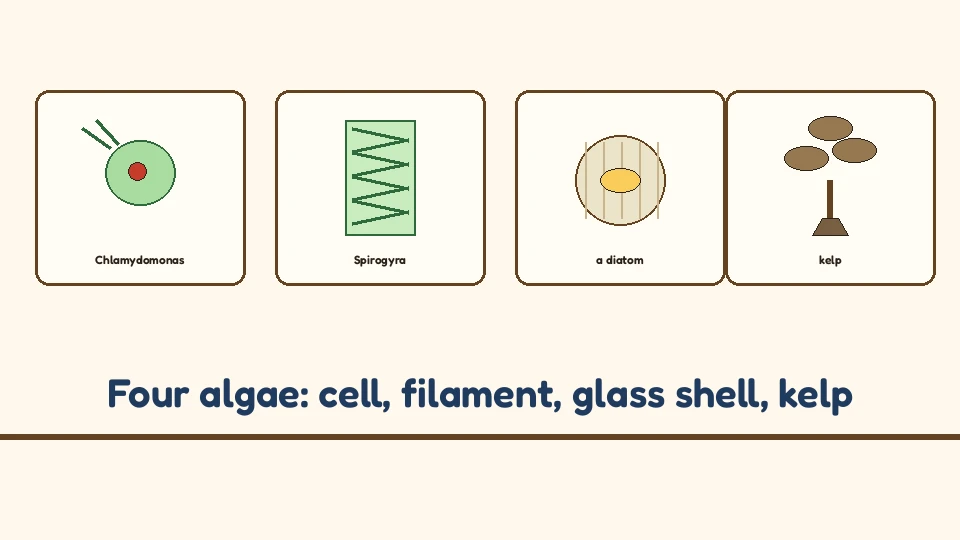 Chlamydomonas
Spirogyra
a diatom
kelp
Four algae: cell, filament, glass shell, kelp